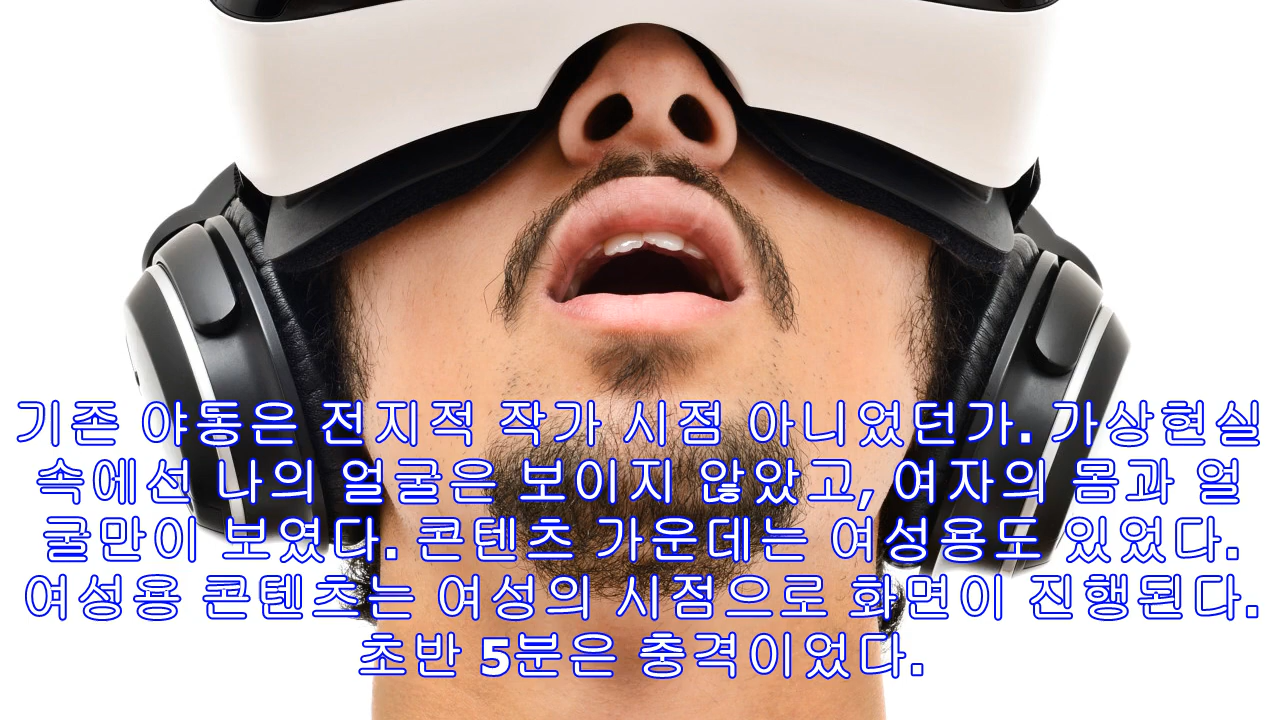 기존 야동은 전지적 작가 시점 아니었던가. 가상현실
속에선 나의 얼굴은 보이지 않았고, 여자의 몸과 얼
굴만이 보였다. 콘텐츠 가운데는 여성용도 있었다.
여성용 콘텐츠는 여성의 시점으로 화면이 진행된다.
초반 5분은 충격이었다.